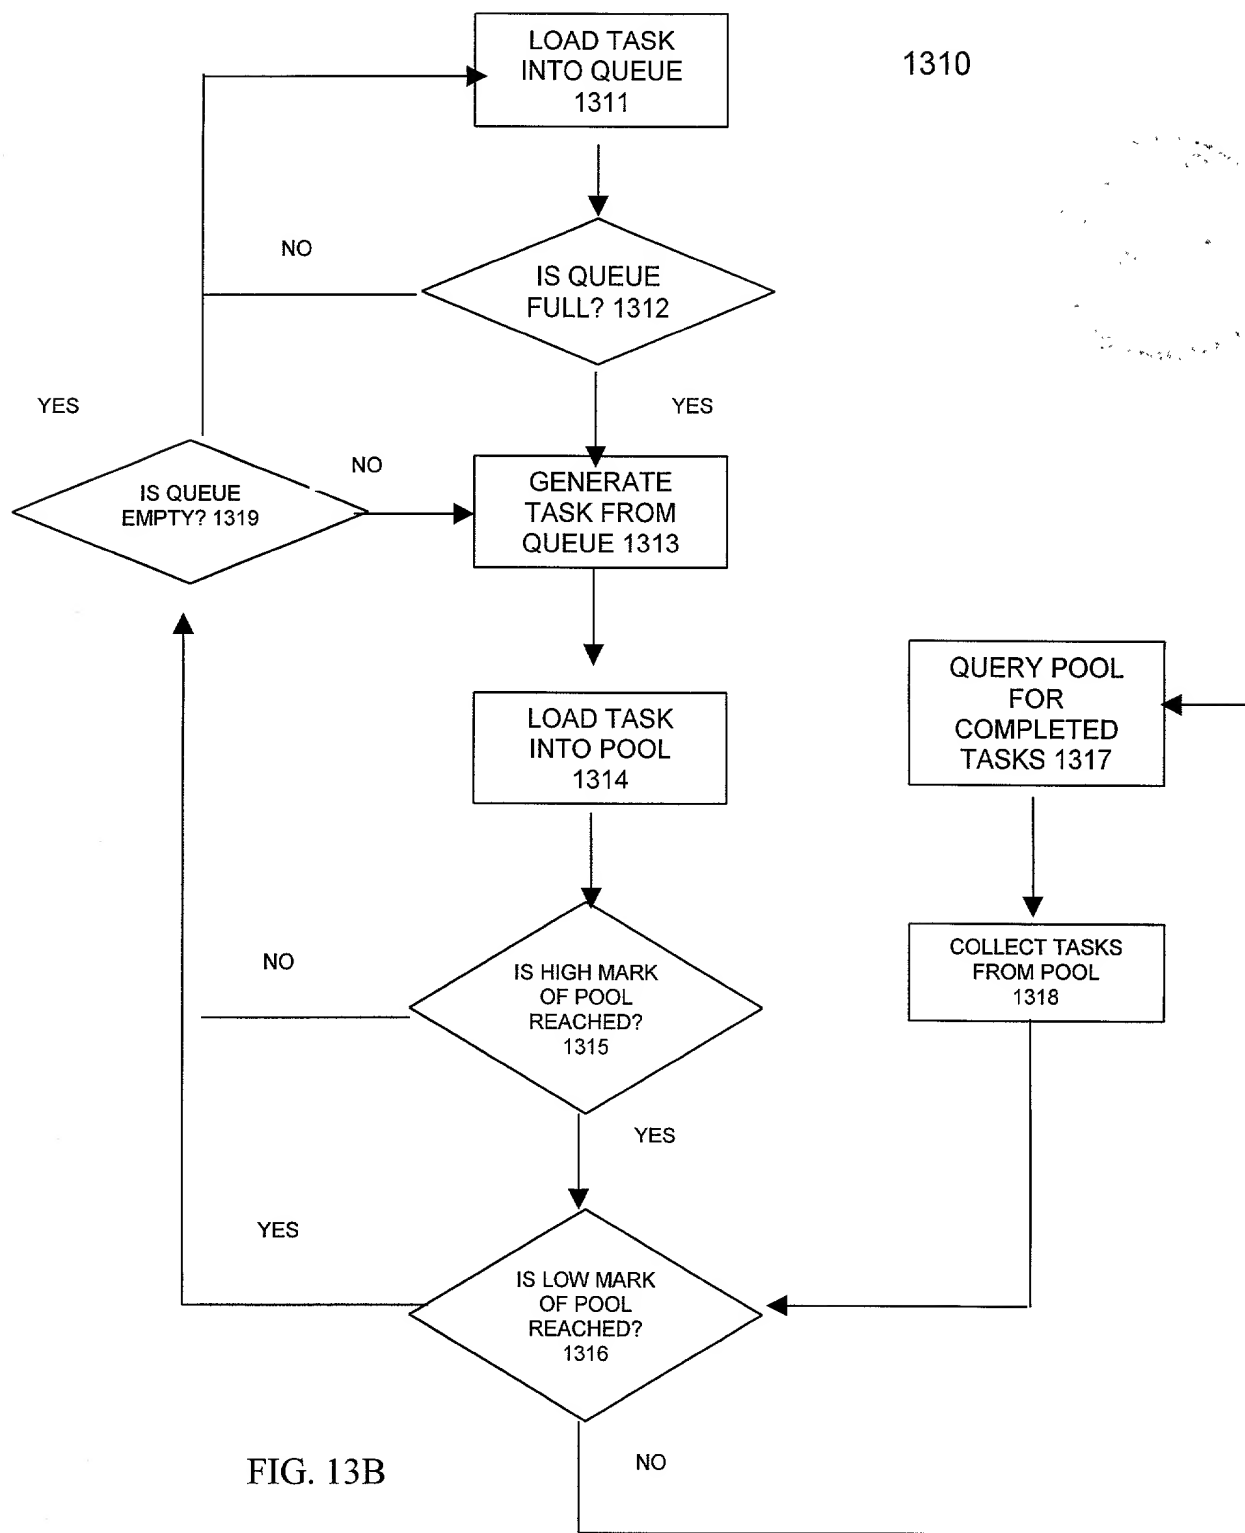 LOAD TASK
INTO QUEUE
1311
1310
NO
IS QUEUE
FULL? 1312
YES
YES
NO
IS QUEUE
EMPTY? 1319
GENERATE
TASK FROM
QUEUE 1313
LOAD TASK
INTO POOL
1314
QUERY POOL
FOR
COMPLETED
TASKS 1317
NO
IS HIGH MARK
OF POOL
REACHED?
1315
COLLECT TASKS
FROM POOL
1318
YES
YES
IS LOW MARK
OF POOL
REACHED?
1316
NO
FIG. 13B